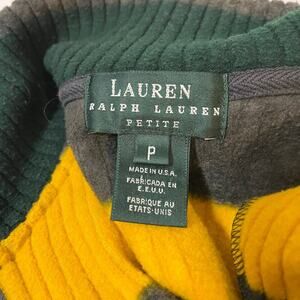 LAUREN
RALPH LAUREN
PETITE
P
MADE IN U.S.A.
FABRICADA EN
E.E.U.U.
FABRIQUE AU
ETATS-UNIS